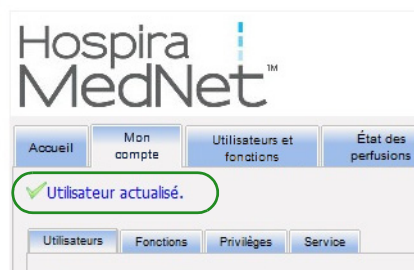 Hospira
MedNet™
Accueil
Mon
compte
Utilisateurs et
fonctions
État des
perfusions
Utilisateur actualisé.
Utilisateurs
Fonctions
Privilèges
Service